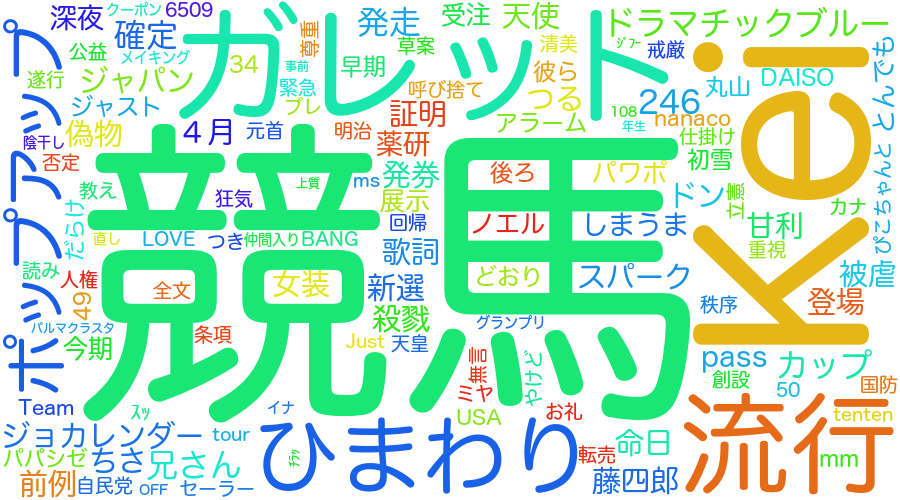 深夜
クーポン
6509
確定
メイキング
公益
遂行
ジャパン
ジャスト
偽物
4月
陰干し
否定
教え
だらけ
直し
LOVE
つき
読み
人権
49
全文
パルマクラスタ
今期
条項
ポップアップ
ガレット
34
元首
狂気
上質
仲間入り
BANG
女装
尊重
事前
緊急
プレ
早期
明治
ms
発走
草案
受注
天使
清美
ジブー
彼ら
呼び捨て
つる
証明
アラーム
薬研
発券
展示
回帰
歌詞
新選
殺戮
Just
天皇
競馬
後ろ
ノエル
どおり
グランプリ
ドラマチックブルー
戒厳
246
丸山
DAISO
108
年生
nanaco
仕掛け
パワポ
初雪
ドン
立憲
しまうま
スパーク
甘利
カナ
重視
被虐
秩序
登場
Kei
とんでも
ぴこちゃんと
pass
カップ
創設
50
国防
tenten
流行
mm
Team
ｽｯ
イナ
ジョカレンダー
tour
パパシゼ
ちさ
兄さん
ﾁﾗｯ
前例
自民党
OFF
セーラー
ひまわり
無言
ミヤ
やけど
USA
お礼
転売
命日
藤四郎